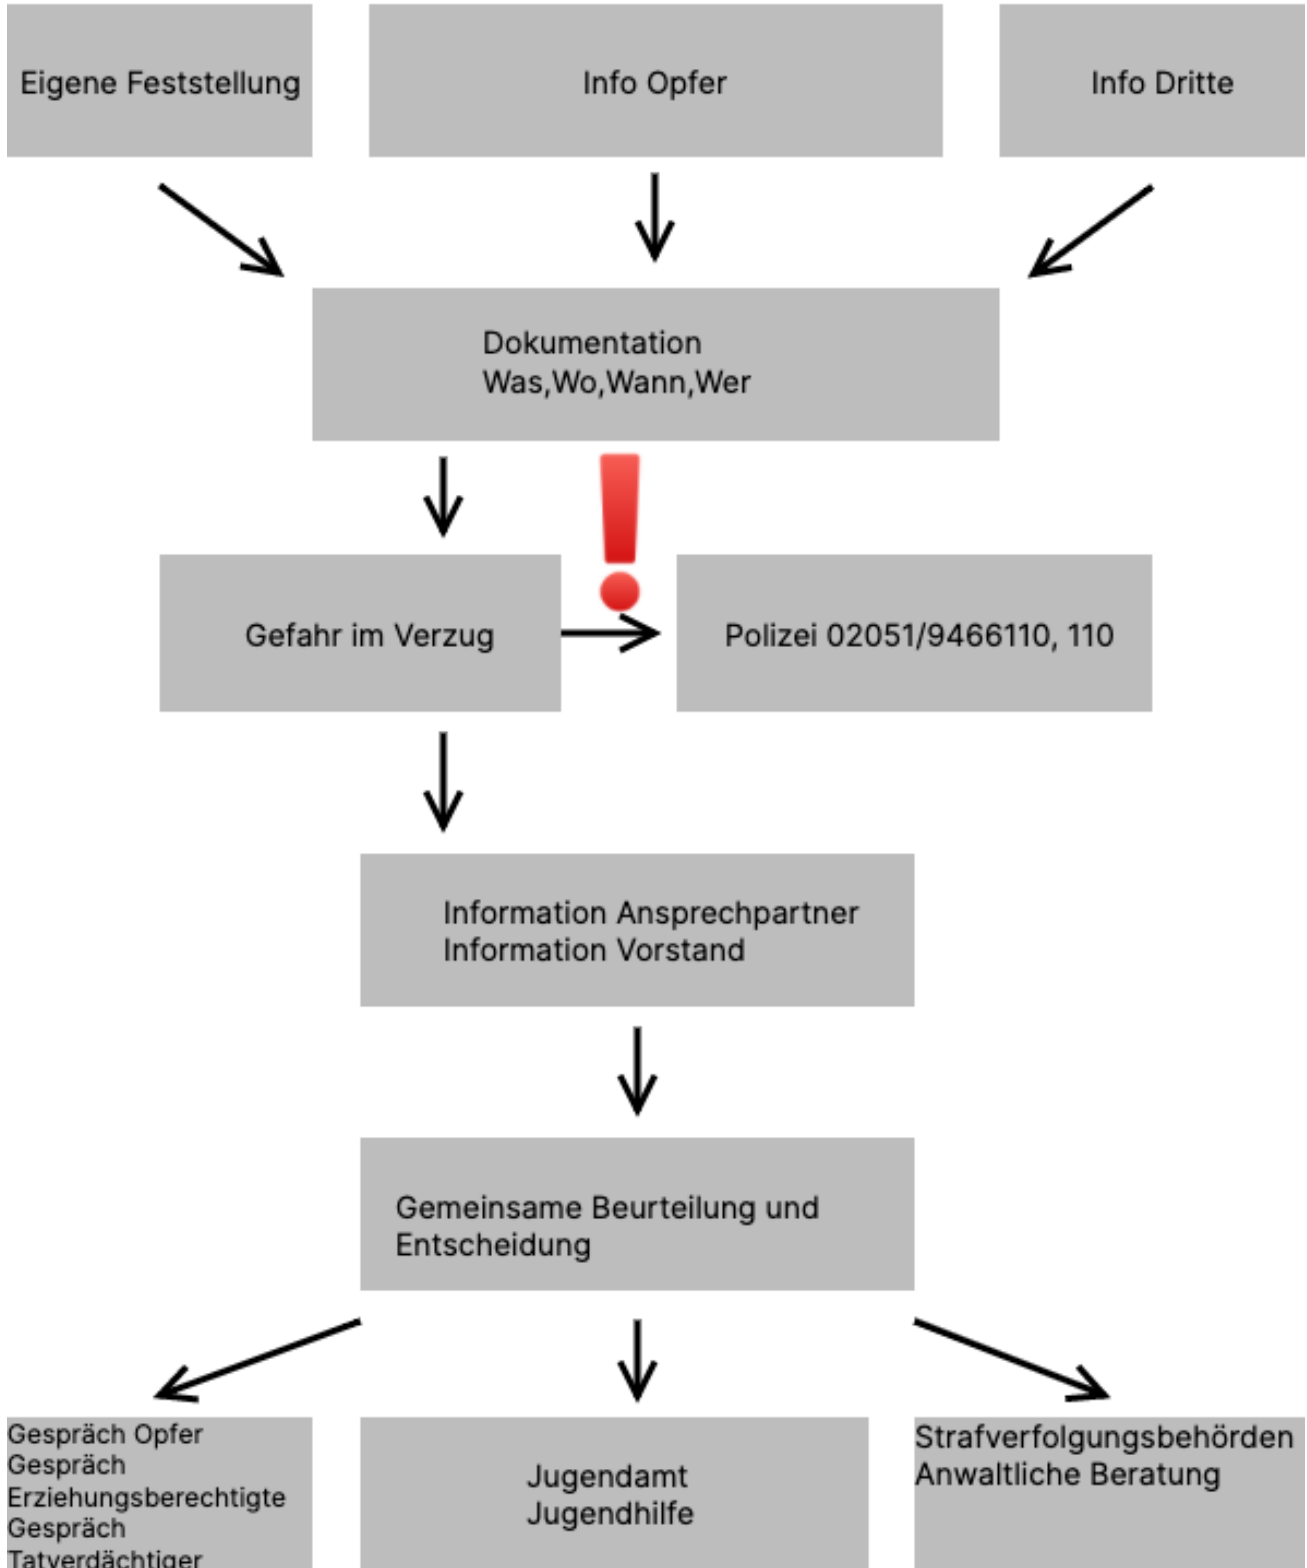 Eigene Feststellung
Info Opfer
Info Dritte
Dokumentation
Was,Wo,Wann,Wer
Gefahr im Verzug
Polizei 02051/9466110, 110
Information Ansprechpartner
Information Vorstand
Gemeinsame Beurteilung und
Entscheidung
Gespräch Opfer
Gespräch
Erziehungsberechtigte
Gespräch
Tatverdächtiger
Jugendamt
Jugendhilfe
Strafverfolgungsbehörden
Anwaltliche Beratung